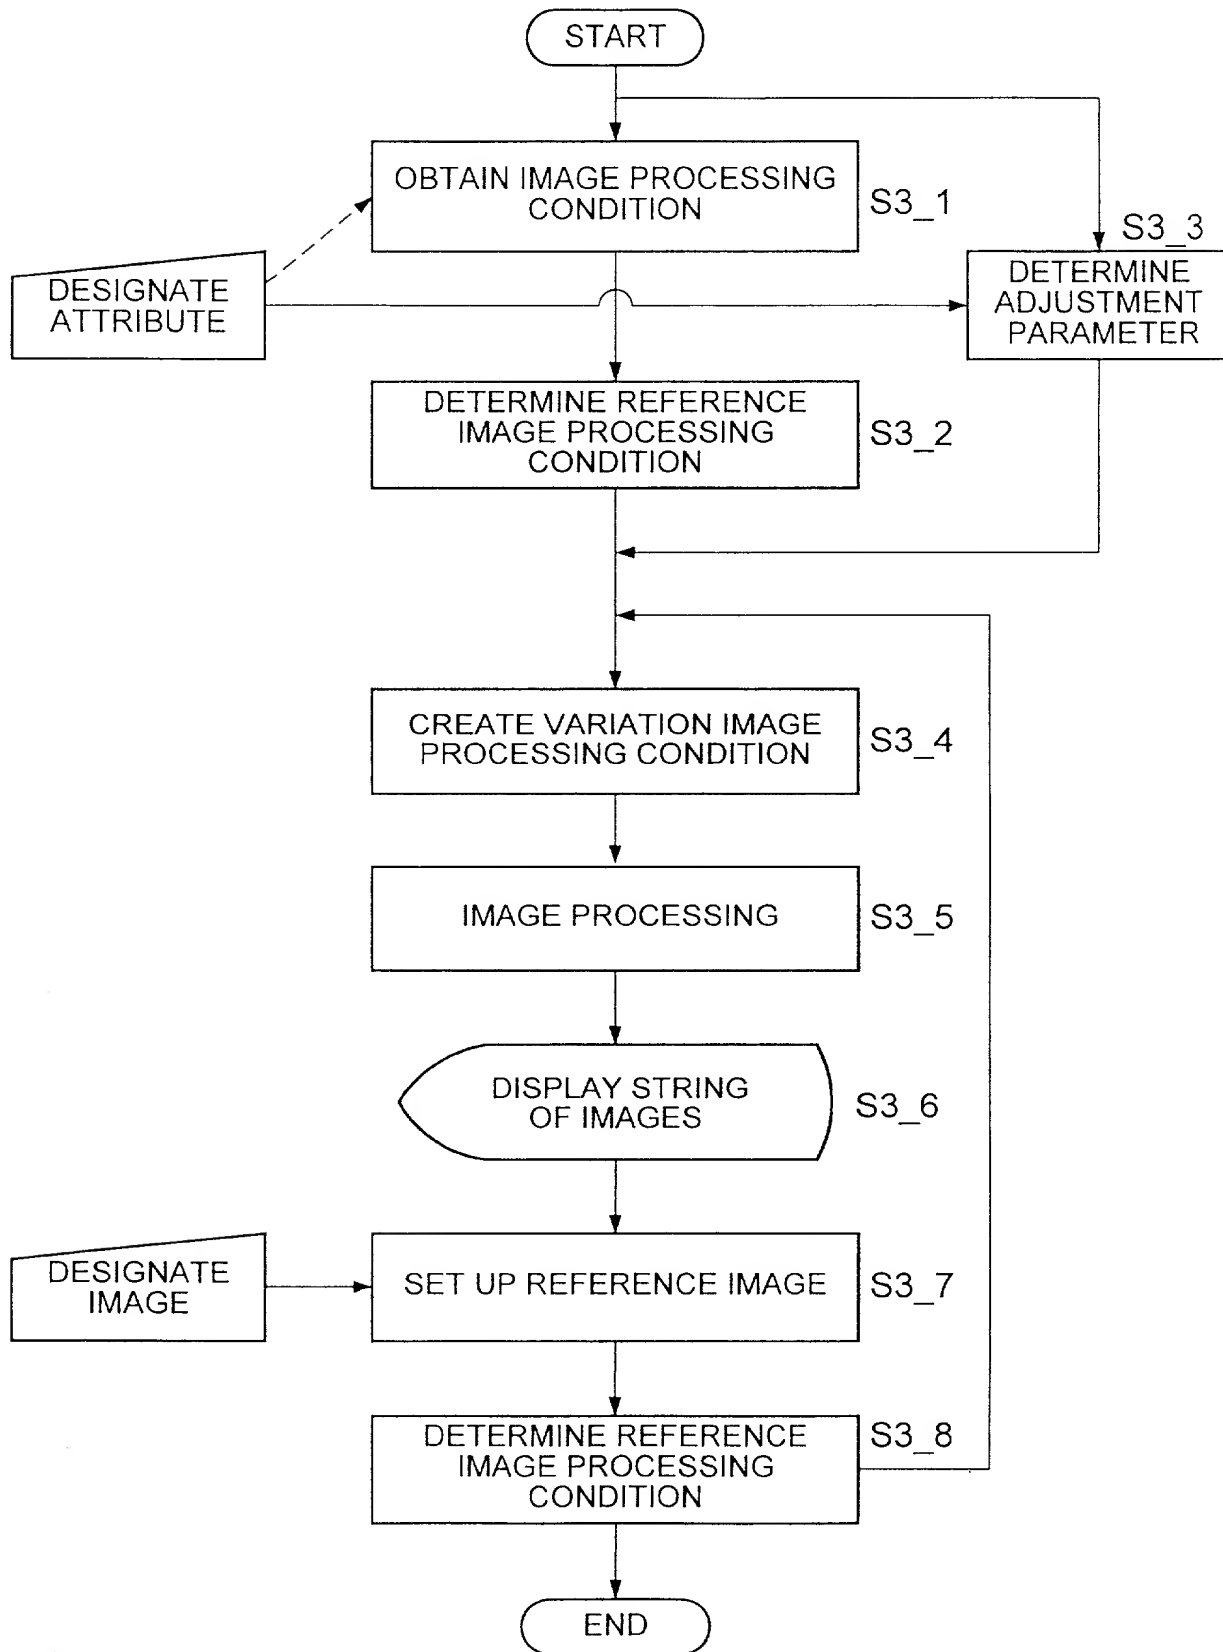 START
OBTAIN IMAGE PROCESSING
CONDITION
S3_1
S3_3
DESIGNATE
ATTRIBUTE
DETERMINE
ADJUSTMENT
PARAMETER
DETERMINE REFERENCE
IMAGE PROCESSING
CONDITION
S3_2
CREATE VARIATION IMAGE
PROCESSING CONDITION
S3_4
IMAGE PROCESSING
S3_5
DISPLAY STRING
OF IMAGES
S3_6
DESIGNATE
IMAGE
SET UP REFERENCE IMAGE
S3_7
DETERMINE REFERENCE
IMAGE PROCESSING
CONDITION
S3_8
END